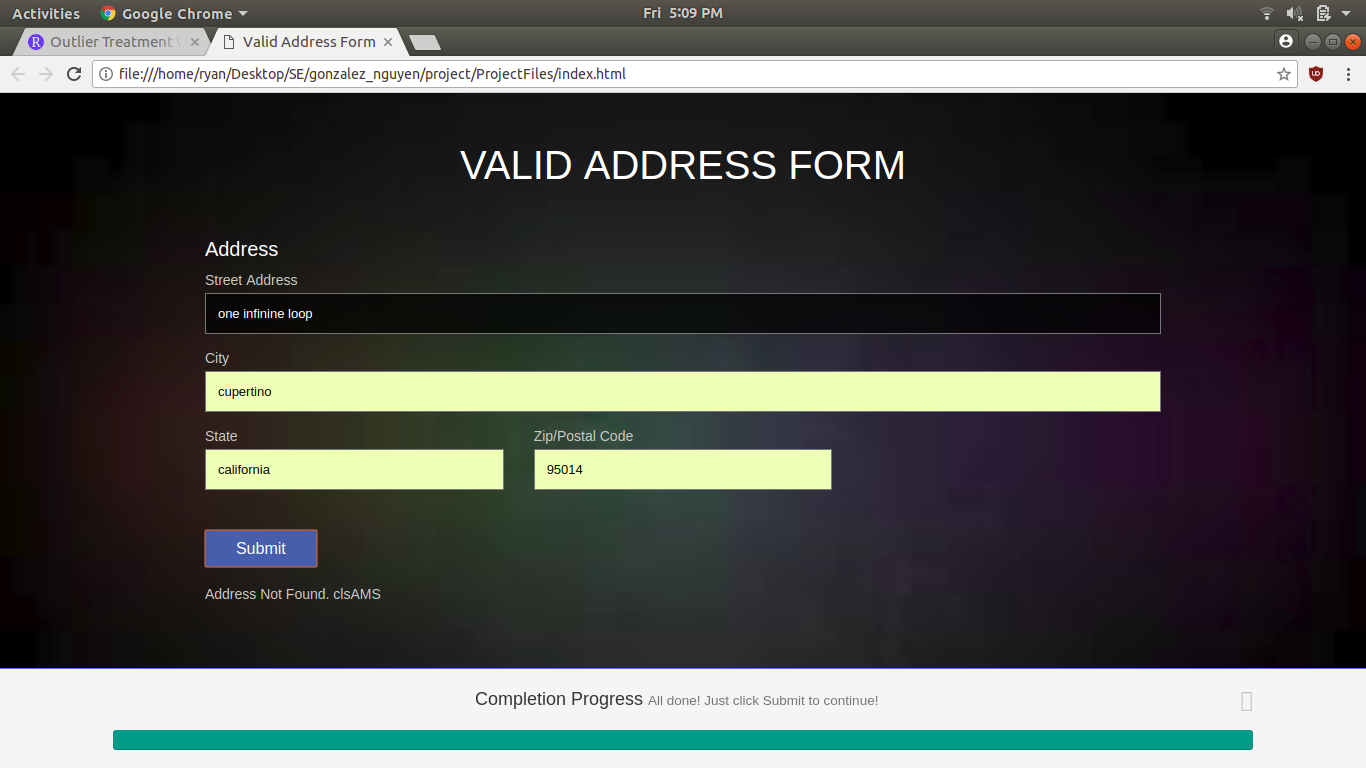 Activities Google Chrome Fri 5:09 PM
Outlier Treatment Valid Address Form
file:///home/ryan/Desktop/SE/gonzalez_nguyen/project/ProjectFiles/index.html
VALID ADDRESS FORM
Address
Street Address
one infinine loop
City
cupertino
State Zip/Postal Code
california 95014
Submit
Address Not Found. clsAMS
Completion Progress All done! Just click Submit to continue!